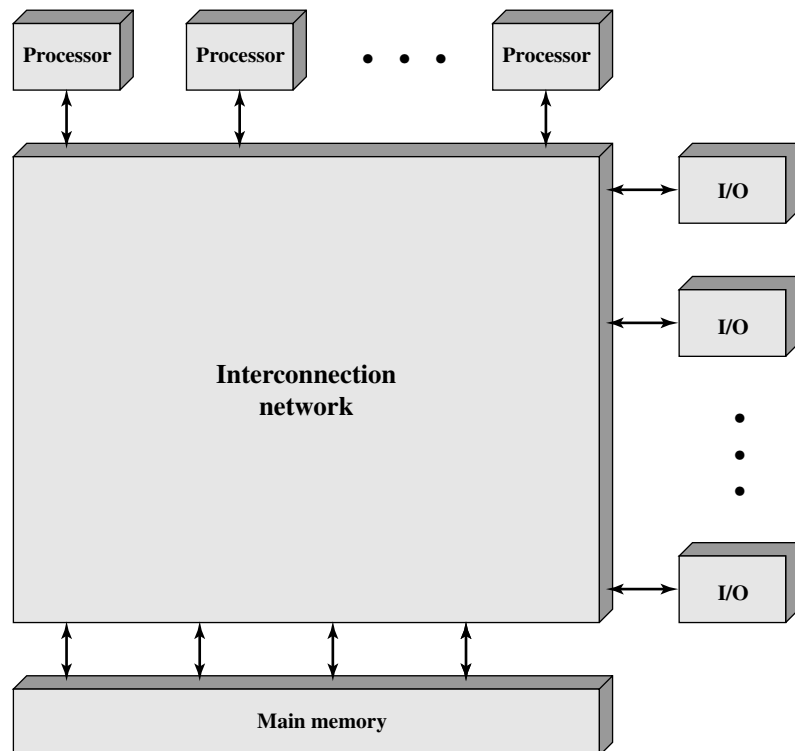 Processor
Processor
Processor
I/O
I/O
Interconnection
network
I/O
Main memory